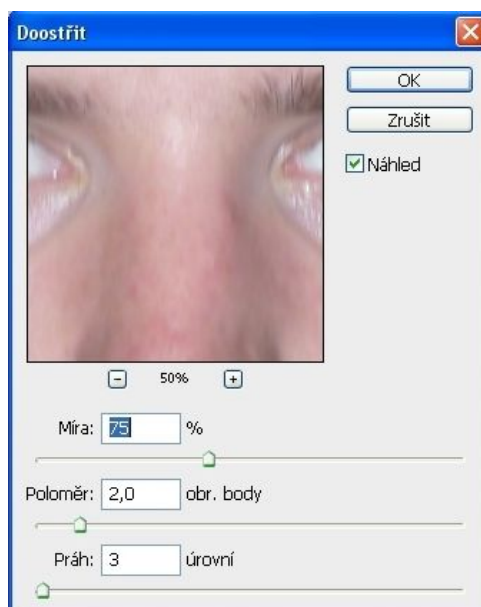 Doostřit
OK
Zrušit
Náhled
50%
Míra: 75 %
Poloměr: 2,0 obr. body
Práh: 3 úrovní